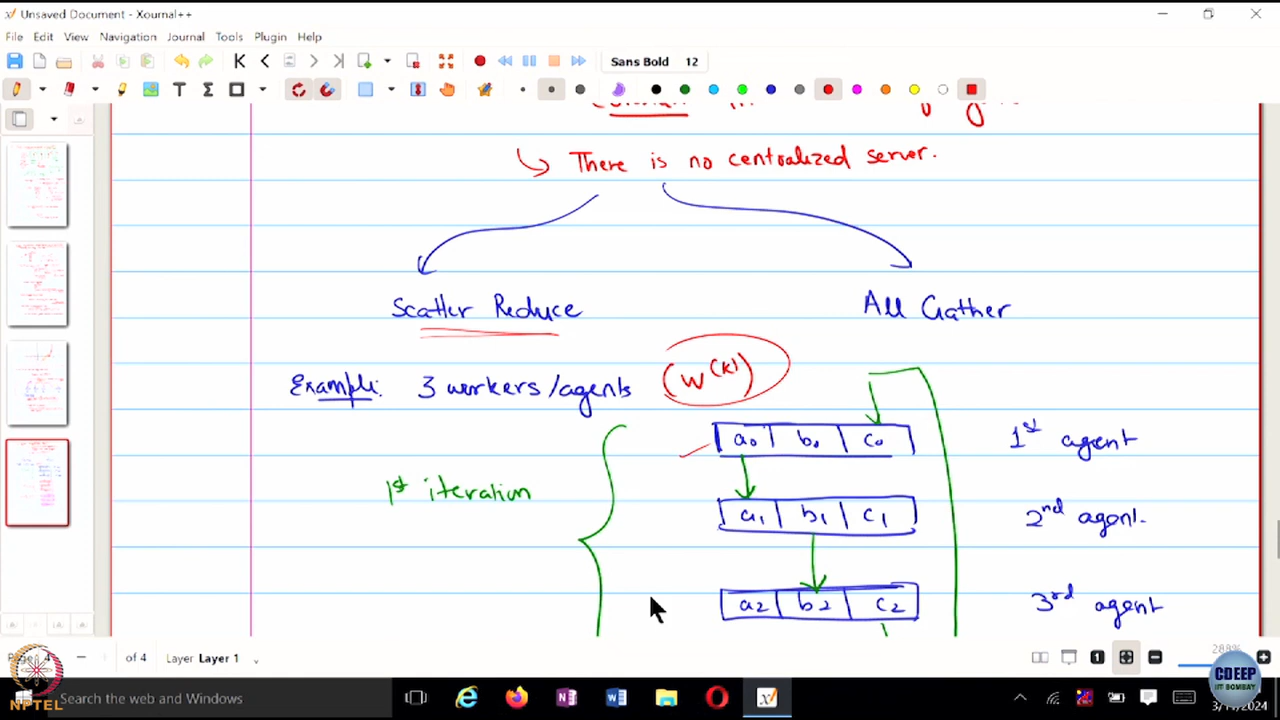 Unsaved Document - Xournal++
File Edit View Navigation Journal Tools Plugin Help
Sans Bold 12
There is no centralized server.
Scatter Reduce All Gather
Example: 3 workers/agents (w^(k))
a₀ b₀ c₀ 1st agent
1st iteration
a₁ b₁ c₁ 2nd agent.
a₂ b₂ c₂ 3rd agent
of 4 Layer Layer 1
288%
Search the web and Windows
NPTEL
CDEEP
IIT BOMBAY